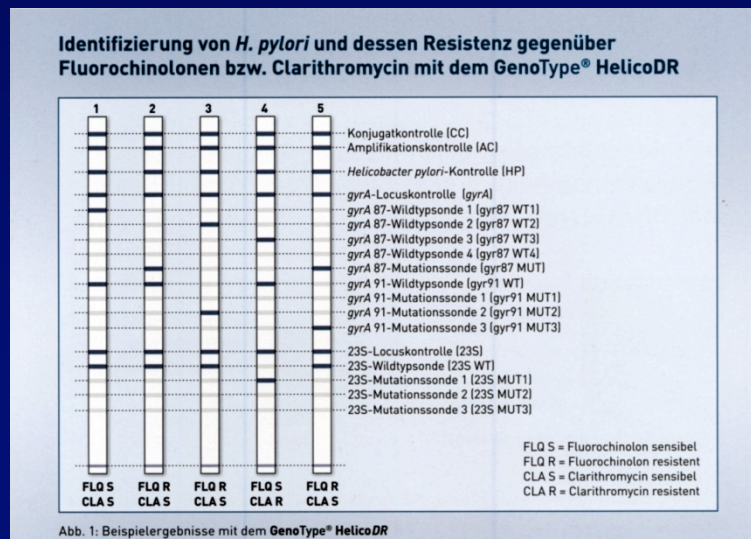 Identifizierung von H. pylori und dessen Resistenz gegenüber
Fluorochinolonen bzw. Clarithromycin mit dem GenoType® HelicoDR
1 2 3 4 5
Konjugatkontrolle (CC)
Amplifikationskontrolle (AC)
Helicobacter pylori-Kontrolle (HP)
gyrA-Locuskontrolle (gyrA)
gyrA 87-Wildtypsonde 1 (gyr87 WT1)
gyrA 87-Wildtypsonde 2 (gyr87 WT2)
gyrA 87-Wildtypsonde 3 (gyr87 WT3)
gyrA 87-Wildtypsonde 4 (gyr87 WT4)
gyrA 87-Mutationssonde (gyr87 MUT)
gyrA 91-Wildtypsonde (gyr91 WT)
gyrA 91-Mutationssonde 1 (gyr91 MUT1)
gyrA 91-Mutationssonde 2 (gyr91 MUT2)
gyrA 91-Mutationssonde 3 (gyr91 MUT3)
23S-Locuskontrolle (23S)
23S-Wildtypsonde (23S WT)
23S-Mutationssonde 1 (23S MUT1)
23S-Mutationssonde 2 (23S MUT2)
23S-Mutationssonde 3 (23S MUT3)
FLQ S = Fluorochinolon sensibel
FLQ R = Fluorochinolon resistent
CLA S = Clarithromycin sensibel
CLA R = Clarithromycin resistent
FLQ S FLQ R FLQ R FLQ S FLQ R
CLA S CLA S CLA S CLA R CLA S
Abb. 1: Beispielergebnisse mit dem GenoType® HelicoDR